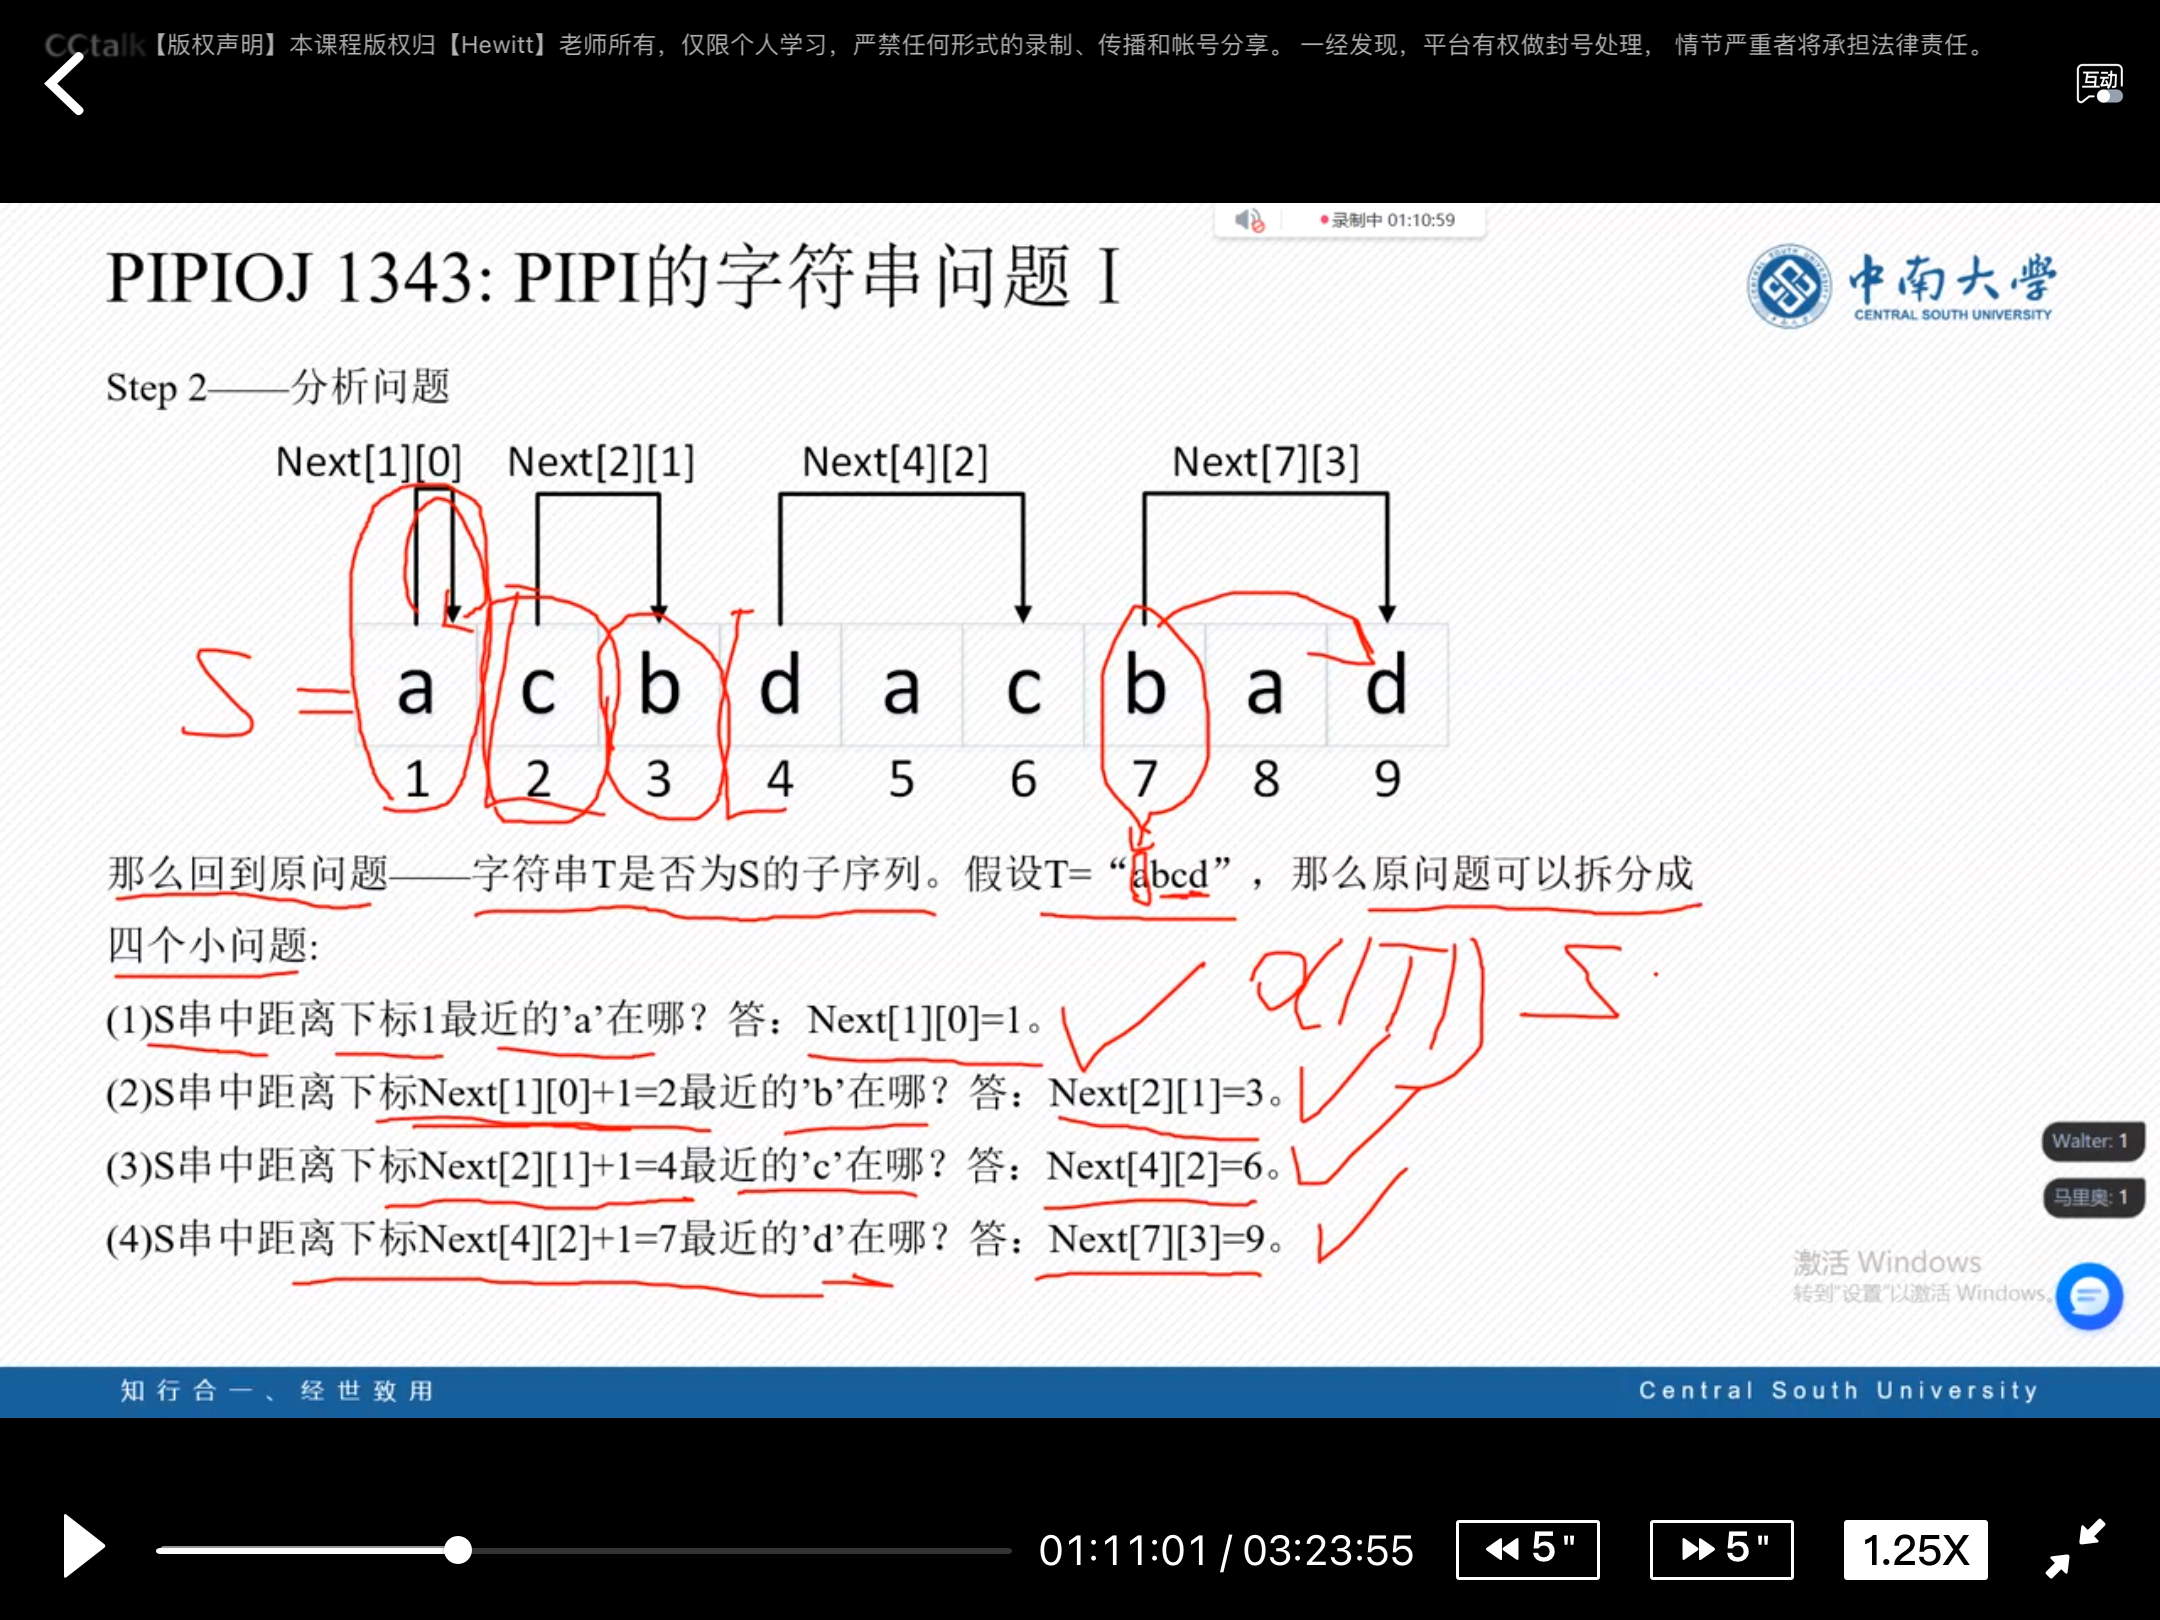 CCtalk【版权声明】本课程版权归【Hewitt】老师所有，仅限个人学习，严禁任何形式的录制、传播和帐号分享。 一经发现，平台有权做封号处理， 情节严重者将承担法律责任。
互动
录制中 01:10:59
PIPIOJ 1343: PIPI的字符串问题 I
中南大学
CENTRAL SOUTH UNIVERSITY
Step 2——分析问题
Next[1][0] Next[2][1] Next[4][2] Next[7][3]
S = a c b d a c b a d
1 2 3 4 5 6 7 8 9
那么回到原问题——字符串T是否为S的子序列。假设T= “abcd”，那么原问题可以拆分成
四个小问题:
(1)S串中距离下标1最近的’a’在哪？答：Next[1][0]=1。
(2)S串中距离下标Next[1][0]+1=2最近的’b’在哪？答：Next[2][1]=3。
(3)S串中距离下标Next[2][1]+1=4最近的’c’在哪？答：Next[4][2]=6。
(4)S串中距离下标Next[4][2]+1=7最近的’d’在哪？答：Next[7][3]=9。
Walter: 1
马里奥: 1
激活 Windows
转到“设置”以激活 Windows。
知行合一、经世致用
Central South University
01:11:01 / 03:23:55 5" 5" 1.25X